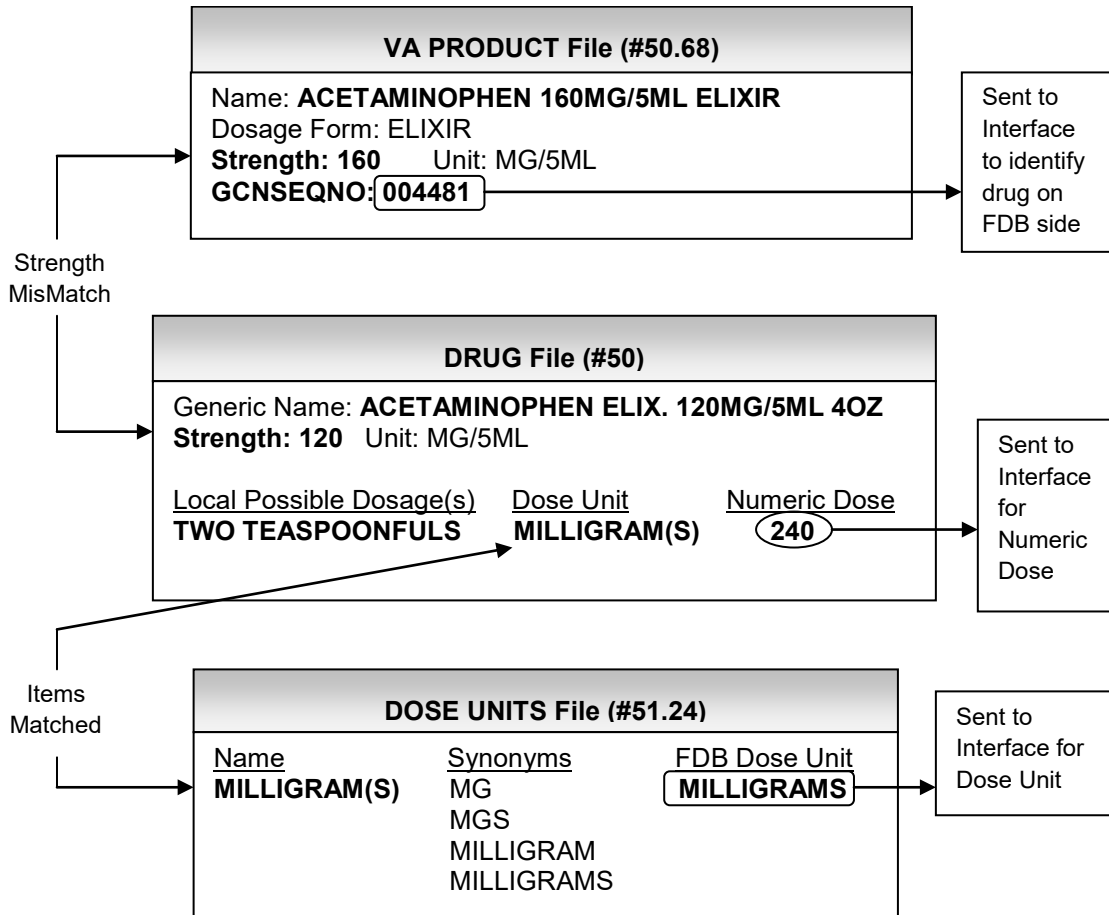 VA PRODUCT File (#50.68)
Name: ACETAMINOPHEN 160MG/5ML ELIXIR
Dosage Form: ELIXIR
Strength: 160 Unit: MG/5ML
GCNSEQNO: 004481
Sent to
Interface
to identify
drug on
FDB side
Strength
MisMatch
DRUG File (#50)
Generic Name: ACETAMINOPHEN ELIX. 120MG/5ML 4OZ
Strength: 120 Unit: MG/5ML
Local Possible Dosage(s) Dose Unit Numeric Dose
TWO TEASPOONFULS MILLIGRAM(S) 240
Sent to
Interface
for
Numeric
Dose
Items
Matched
DOSE UNITS File (#51.24)
Name Synonyms FDB Dose Unit
MILLIGRAM(S) MG MILLIGRAMS
MGS
MILLIGRAM
MILLIGRAMS
Sent to
Interface for
Dose Unit